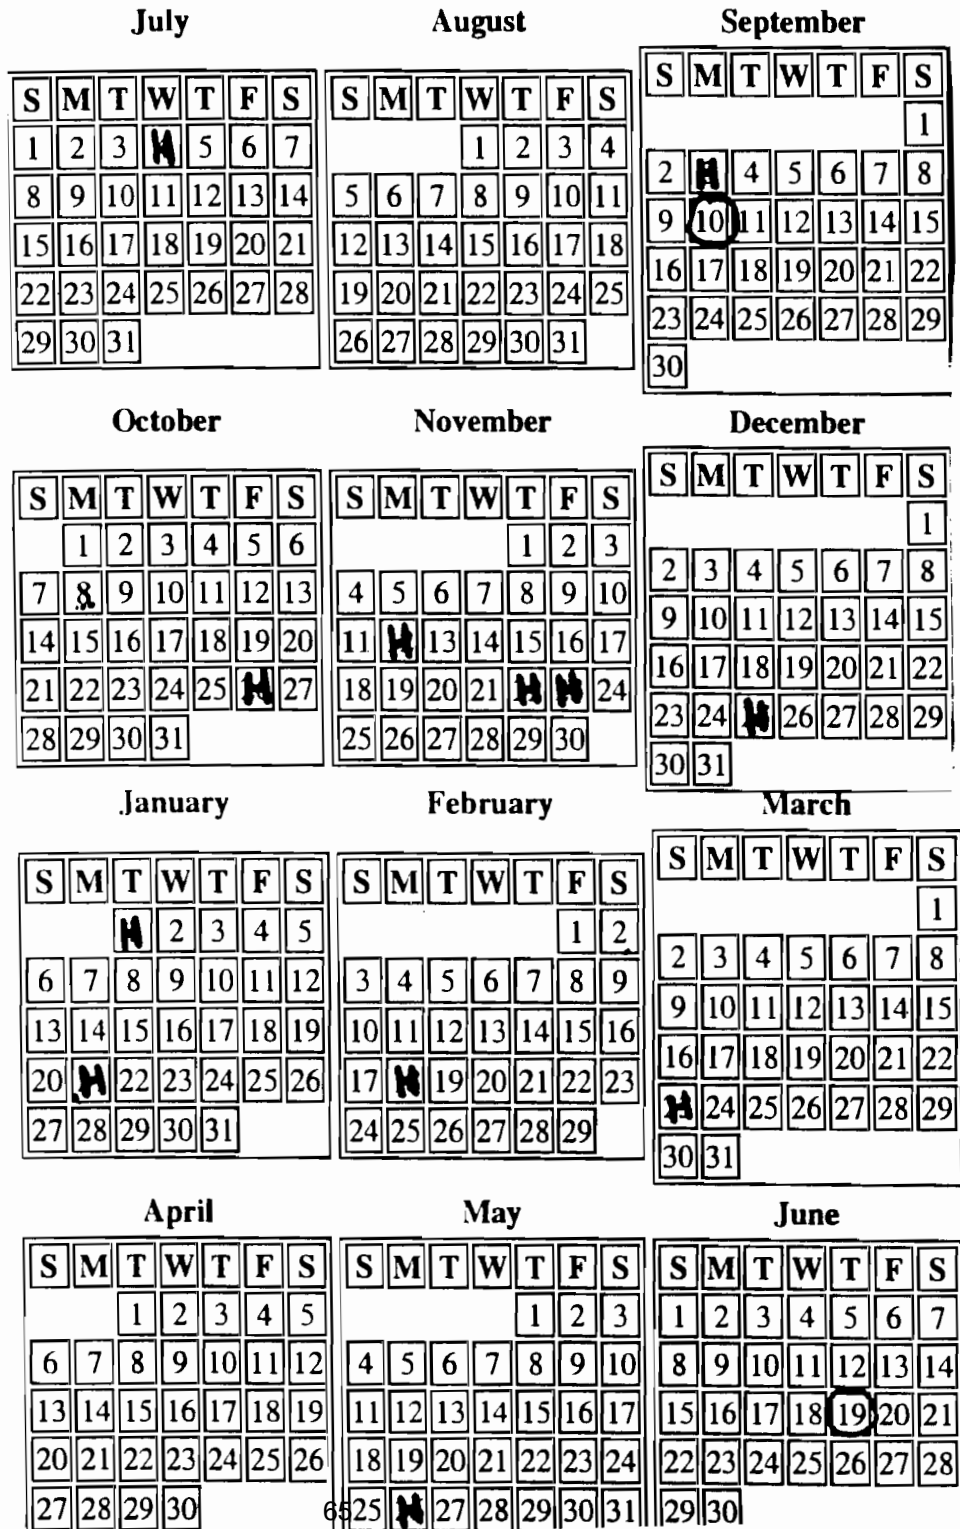 July
S M T W T F S
1 2 3 H 5 6 7
8 9 10 11 12 13 14
15 16 17 18 19 20 21
22 23 24 25 26 27 28
29 30 31
August
S M T W T F S
1 2 3 4
5 6 7 8 9 10 11
12 13 14 15 16 17 18
19 20 21 22 23 24 25
26 27 28 29 30 31
September
S M T W T F S
1
2 H 4 5 6 7 8
9 10 11 12 13 14 15
16 17 18 19 20 21 22
23 24 25 26 27 28 29
30
October
S M T W T F S
1 2 3 4 5 6
7 8 9 10 11 12 13
14 15 16 17 18 19 20
21 22 23 24 25 H 27
28 29 30 31
November
S M T W T F S
1 2 3
4 5 6 7 8 9 10
11 H 13 14 15 16 17
18 19 20 21 H H 24
25 26 27 28 29 30
December
S M T W T F S
1
2 3 4 5 6 7 8
9 10 11 12 13 14 15
16 17 18 19 20 21 22
23 24 H 26 27 28 29
30 31
January
S M T W T F S
H 2 3 4 5
6 7 8 9 10 11 12
13 14 15 16 17 18 19
20 H 22 23 24 25 26
27 28 29 30 31
February
S M T W T F S
1 2
3 4 5 6 7 8 9
10 11 12 13 14 15 16
17 H 19 20 21 22 23
24 25 26 27 28 29
March
S M T W T F S
1
2 3 4 5 6 7 8
9 10 11 12 13 14 15
16 17 18 19 20 21 22
H 24 25 26 27 28 29
30 31
April
S M T W T F S
1 2 3 4 5
6 7 8 9 10 11 12
13 14 15 16 17 18 19
20 21 22 23 24 25 26
27 28 29 30
May
S M T W T F S
1 2 3
4 5 6 7 8 9 10
11 12 13 14 15 16 17
18 19 20 21 22 23 24
25 H 27 28 29 30 31
June
S M T W T F S
1 2 3 4 5 6 7
8 9 10 11 12 13 14
15 16 17 18 19 20 21
22 23 24 25 26 27 28
29 30
65